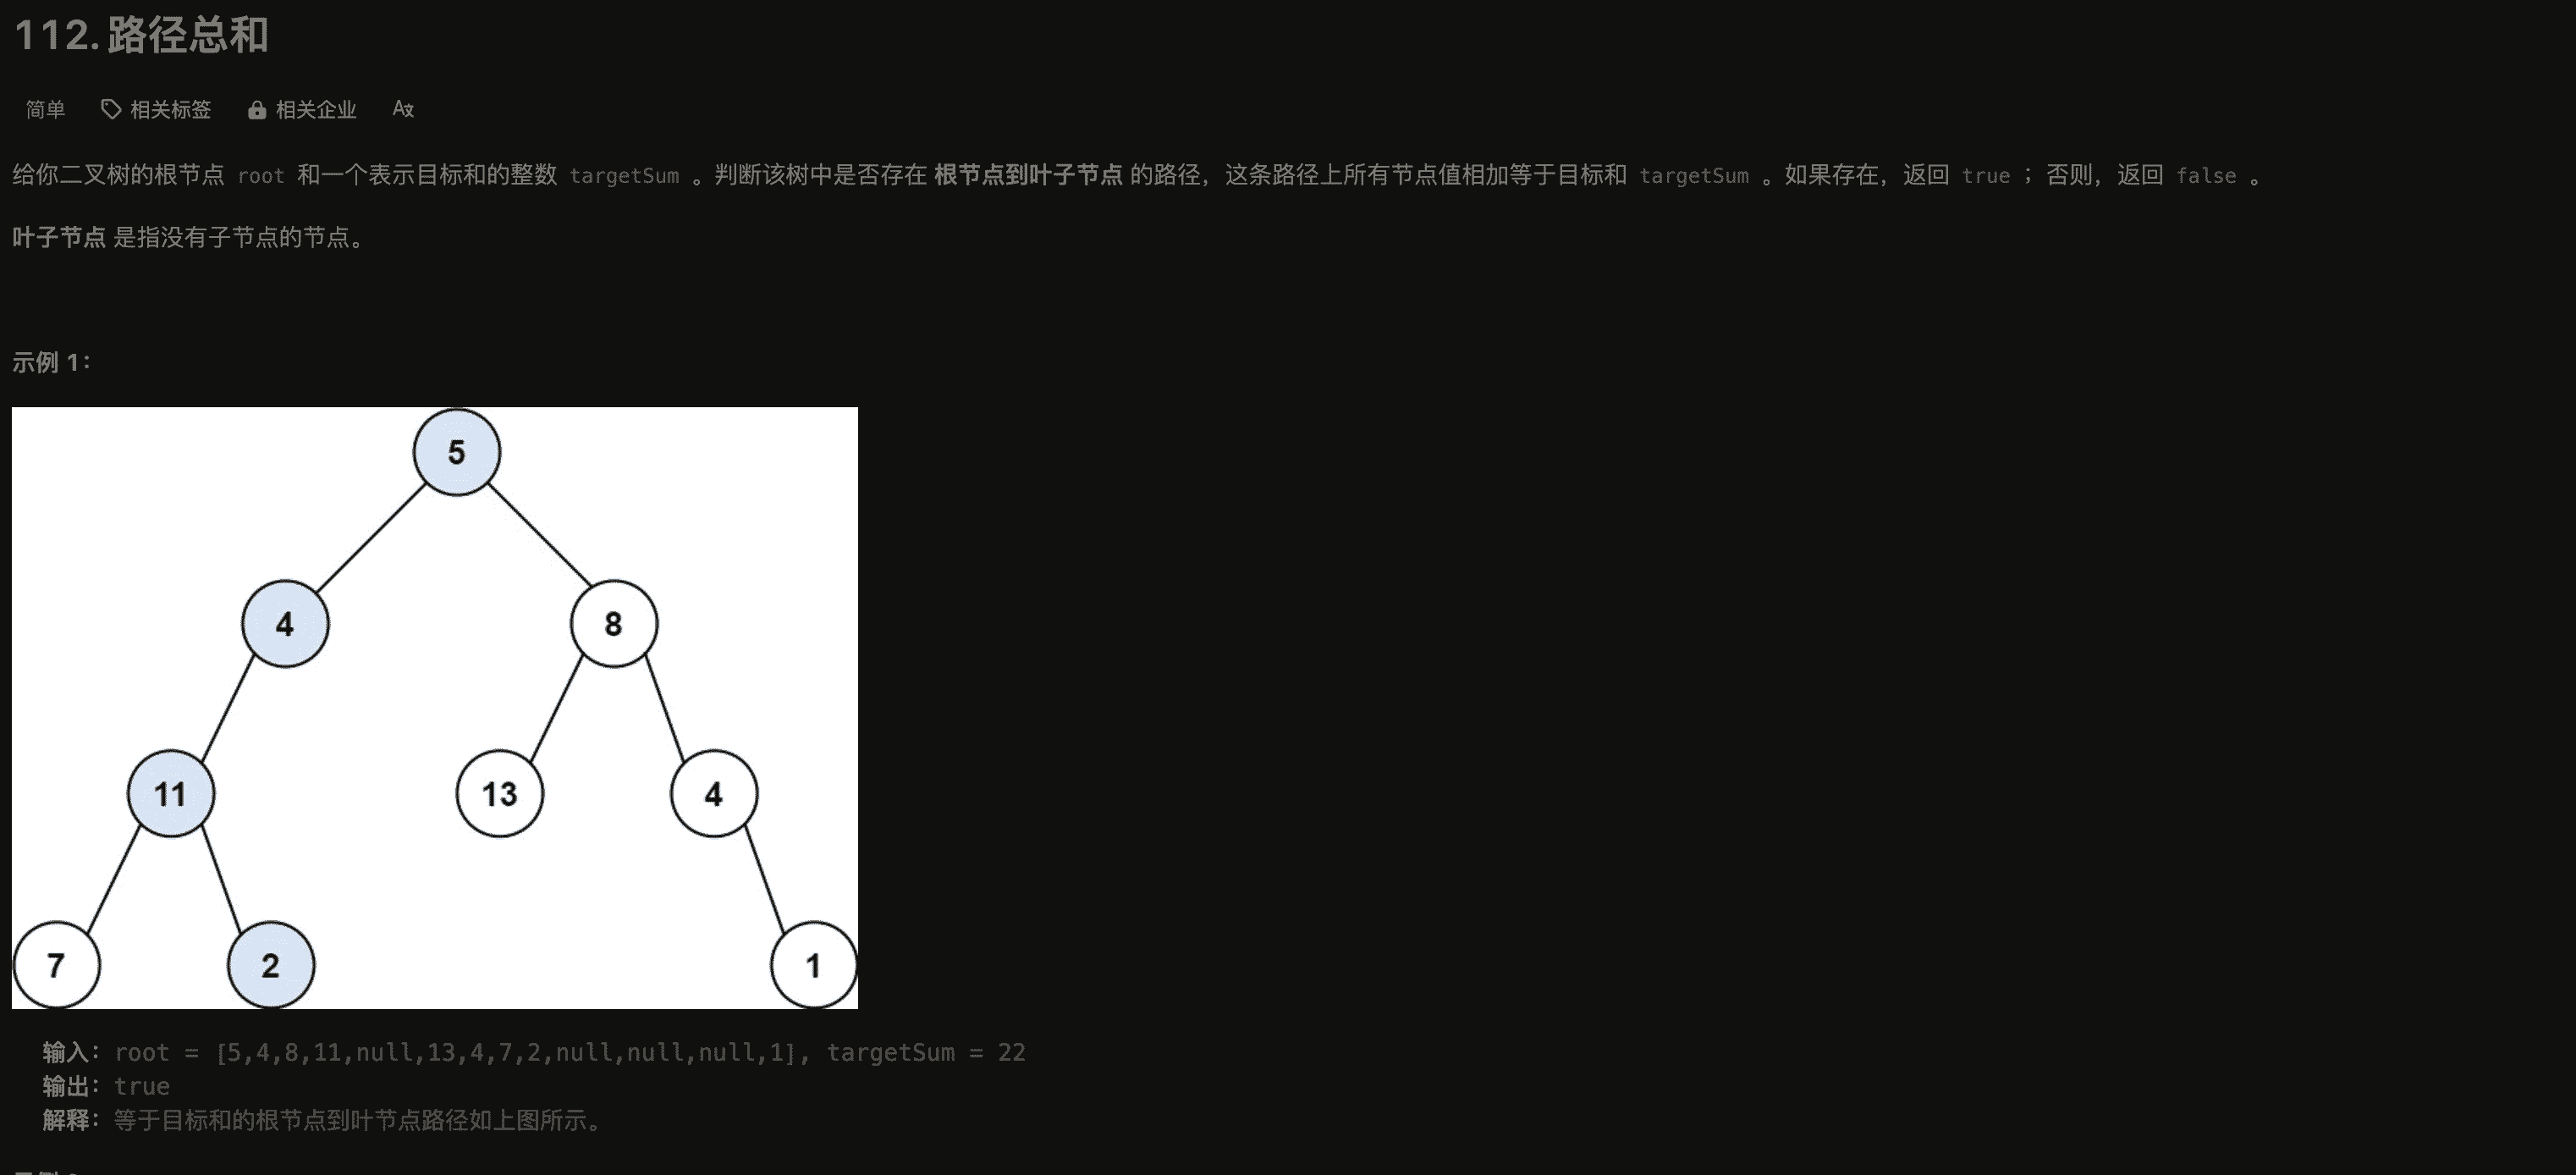 112. 路径总和
简单 相关标签 相关企业 Ax
给你二叉树的根节点 root 和一个表示目标和的整数 targetSum 。判断该树中是否存在 根节点到叶子节点 的路径，这条路径上所有节点值相加等于目标和 targetSum 。如果存在，返回 true ；否则，返回 false 。
叶子节点 是指没有子节点的节点。
示例 1：
5
4 8
11 13 4
7 2 1
输入：root = [5,4,8,11,null,13,4,7,2,null,null,null,1], targetSum = 22
输出：true
解释：等于目标和的根节点到叶节点路径如上图所示。